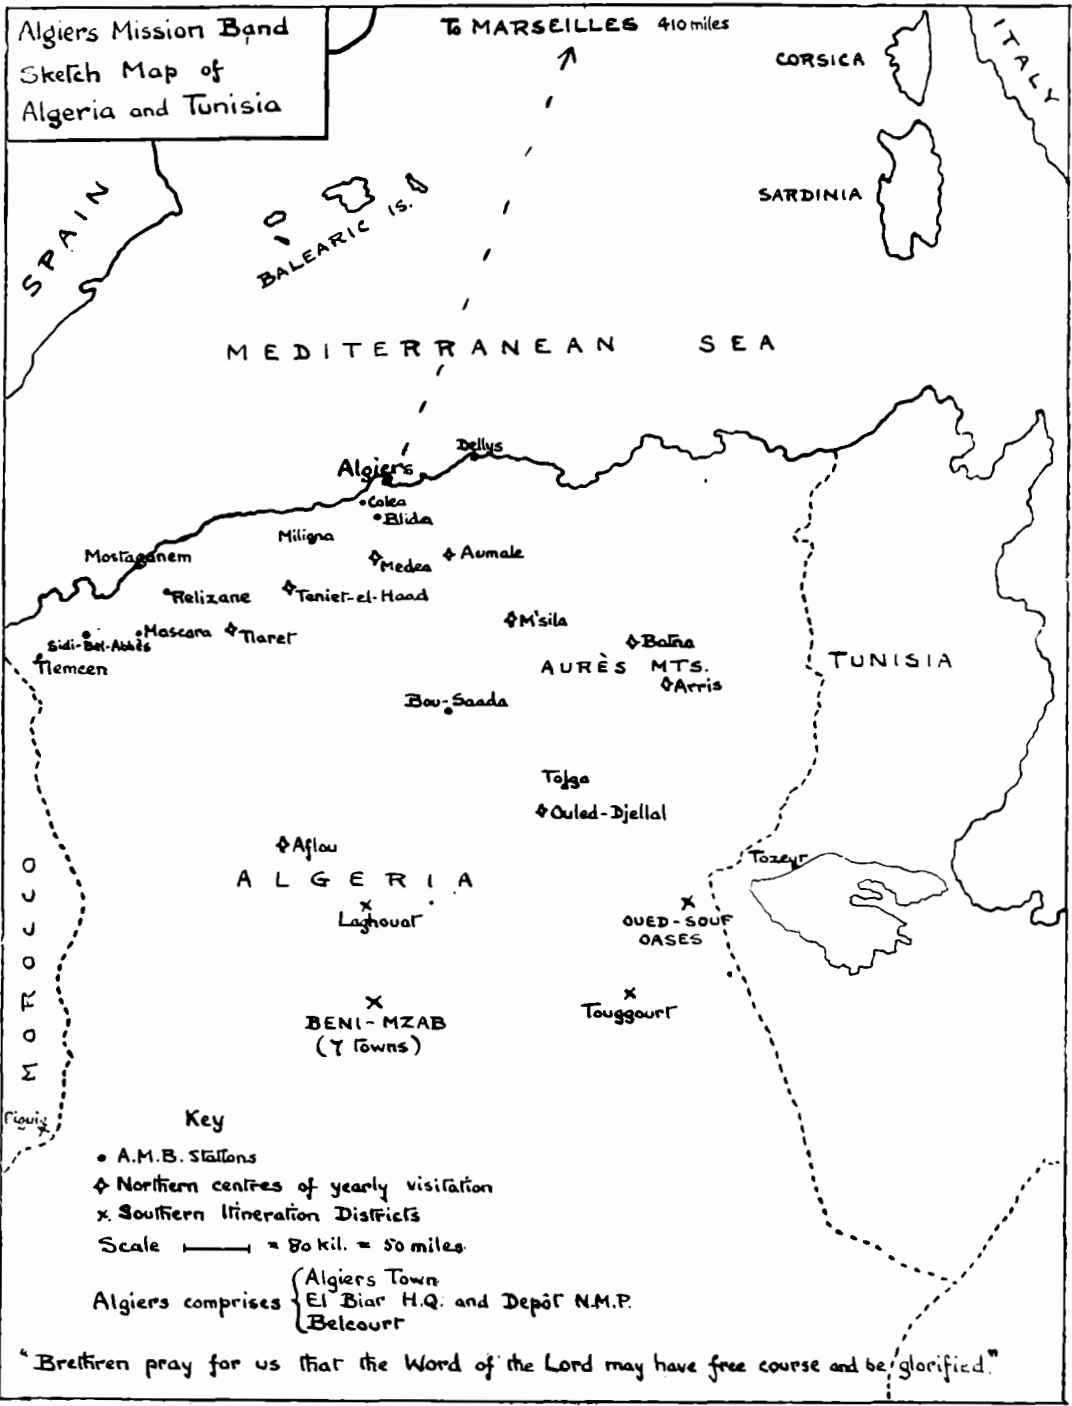 Algiers Mission Band
Sketch Map of
Algeria and Tunisia
To MARSEILLES 410 miles
CORSICA
ITALY
SARDINIA
SPAIN
BALEARIC IS.
MEDITERRANEAN SEA
Dellys
Algiers
Colea
Blida
Miligna
Mostaganem
Medea
Aumale
Relizane
Teniet-el-Haad
M'sila
Mascara
Tiaret
Sidi-Bel-Abbès
Batna
Tlemcen
AURÈS MTS.
TUNISIA
Arris
Bou-Saada
Tolga
Ouled-Djellal
Aflou
Tozeur
ALGERIA
MOROCCO
Laghouat
OUED-SOUF
OASES
Touggourt
BENI-MZAB
(7 Towns)
Figuig
Key
A.M.B. Stations
Northern centres of yearly visitation
x. Southern Itineration Districts
Scale = 80 kil. = 50 miles.
Algiers comprises
Algiers Town
El Biar H.Q. and Depôt N.M.P.
Belcourt
"Brethren pray for us that the Word of the Lord may have free course and be glorified."